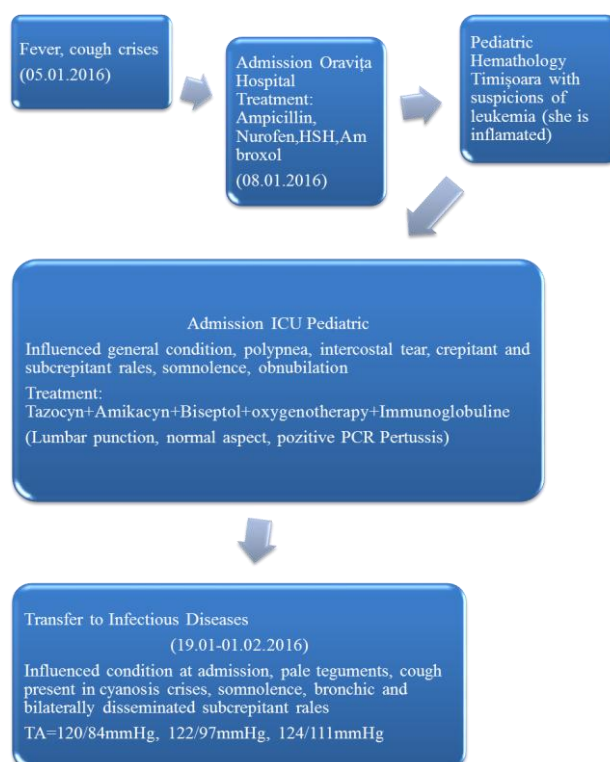 Fever, cough crises
(05.01.2016)
Admission Oravița
Hospital
Treatment:
Ampicillin,
Nurofen,HSH,Am
broxol
(08.01.2016)
Pediatric
Hemathology
Timișoara with
suspicions of
leukemia (she is
inflamated)
Admission ICU Pediatric
Influenced general condition, polypnea, intercostal tear, crepitant and
subcrepitant rales, somnolence, obnubilation
Treatment:
Tazocyn+Amikacyn+Biseptol+oxygenotherapy+Immunoglobuline
(Lumbar punction, normal aspect, pozitive PCR Pertussis)
Transfer to Infectious Diseases
(19.01-01.02.2016)
Influenced condition at admission, pale teguments, cough
present in cyanosis crises, somnolence, bronchic and
bilaterally disseminated subcrepitant rales
TA=120/84mmHg, 122/97mmHg, 124/111mmHg